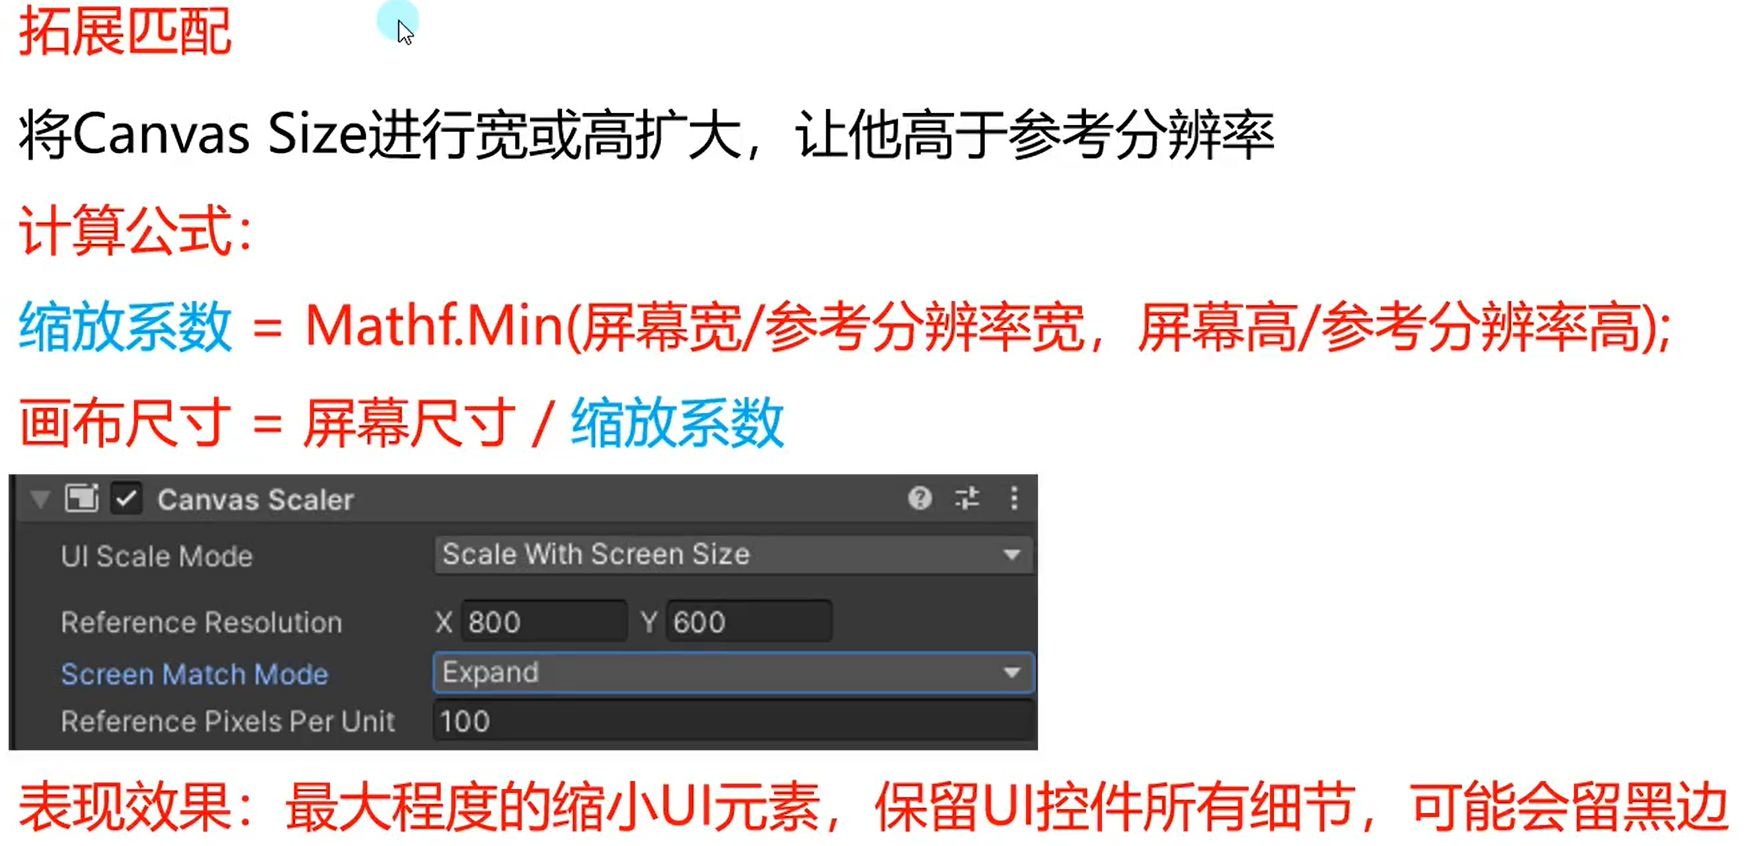 拓展匹配
将Canvas Size进行宽或高扩大，让他高于参考分辨率
计算公式：
缩放系数 = Mathf.Min(屏幕宽/参考分辨率宽，屏幕高/参考分辨率高);
画布尺寸 = 屏幕尺寸 / 缩放系数
Canvas Scaler
UI Scale Mode Scale With Screen Size
Reference Resolution X 800 Y 600
Screen Match Mode Expand
Reference Pixels Per Unit 100
表现效果：最大程度的缩小UI元素，保留UI控件所有细节，可能会留黑边